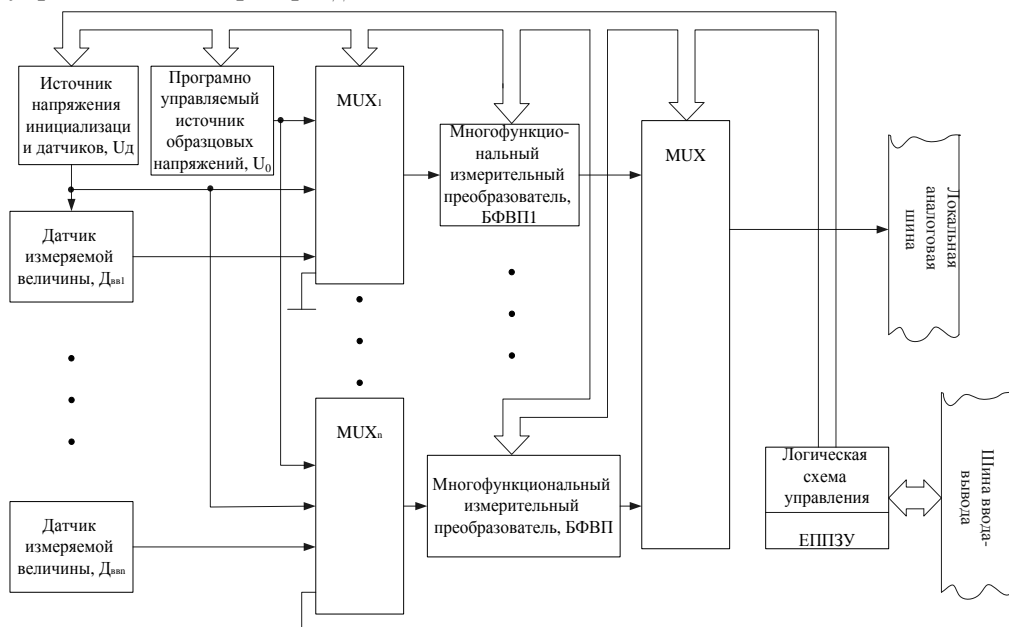 Источник
напряжения
инициализаци
и датчиков, Uд
Програмно
управляемый
источник
образцовых
напряжений, U₀
MUX₁
Многофункцио-
нальный
измерительный
преобразователь,
БФВП1
MUX
Локальная
аналоговая
шина
Датчик
измеряемой
величины, Двв1
MUXn
Многофункциональный
измерительный
преобразователь, БФВП
Логическая
схема
управления
ЕППЗУ
Шина ввода-
вывода
Датчик
измеряемой
величины, Дввn